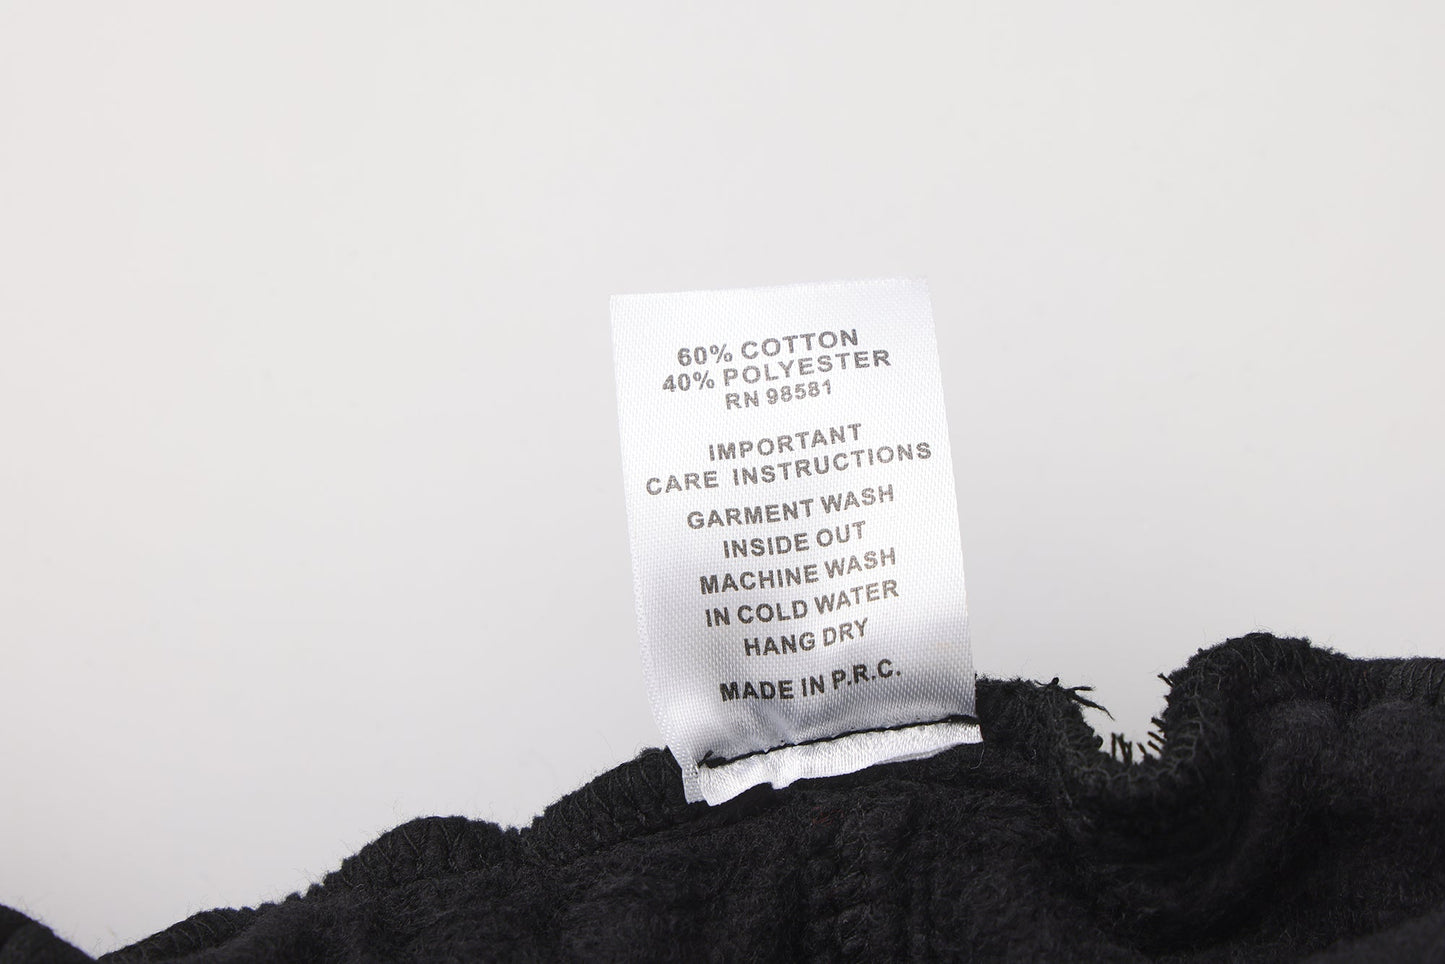 60% COTTON
40% POLYESTER
RN 98581
IMPORTANT
CARE INSTRUCTIONS
GARMENT WASH
INSIDE OUT
MACHINE WASH
IN COLD WATER
HANG DRY
MADE IN P.R.C.